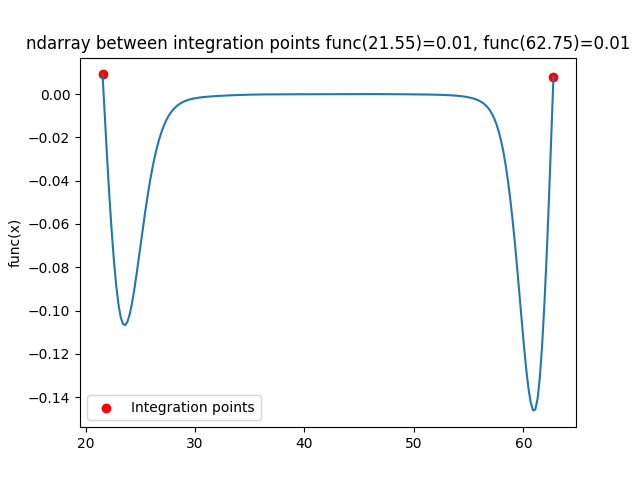 ndarray between integration points func(21.55)=0.01, func(62.75)=0.01
0.00
−0.02
−0.04
−0.06
−0.08
−0.10
−0.12
−0.14
func(x)
Integration points
20 30 40 50 60